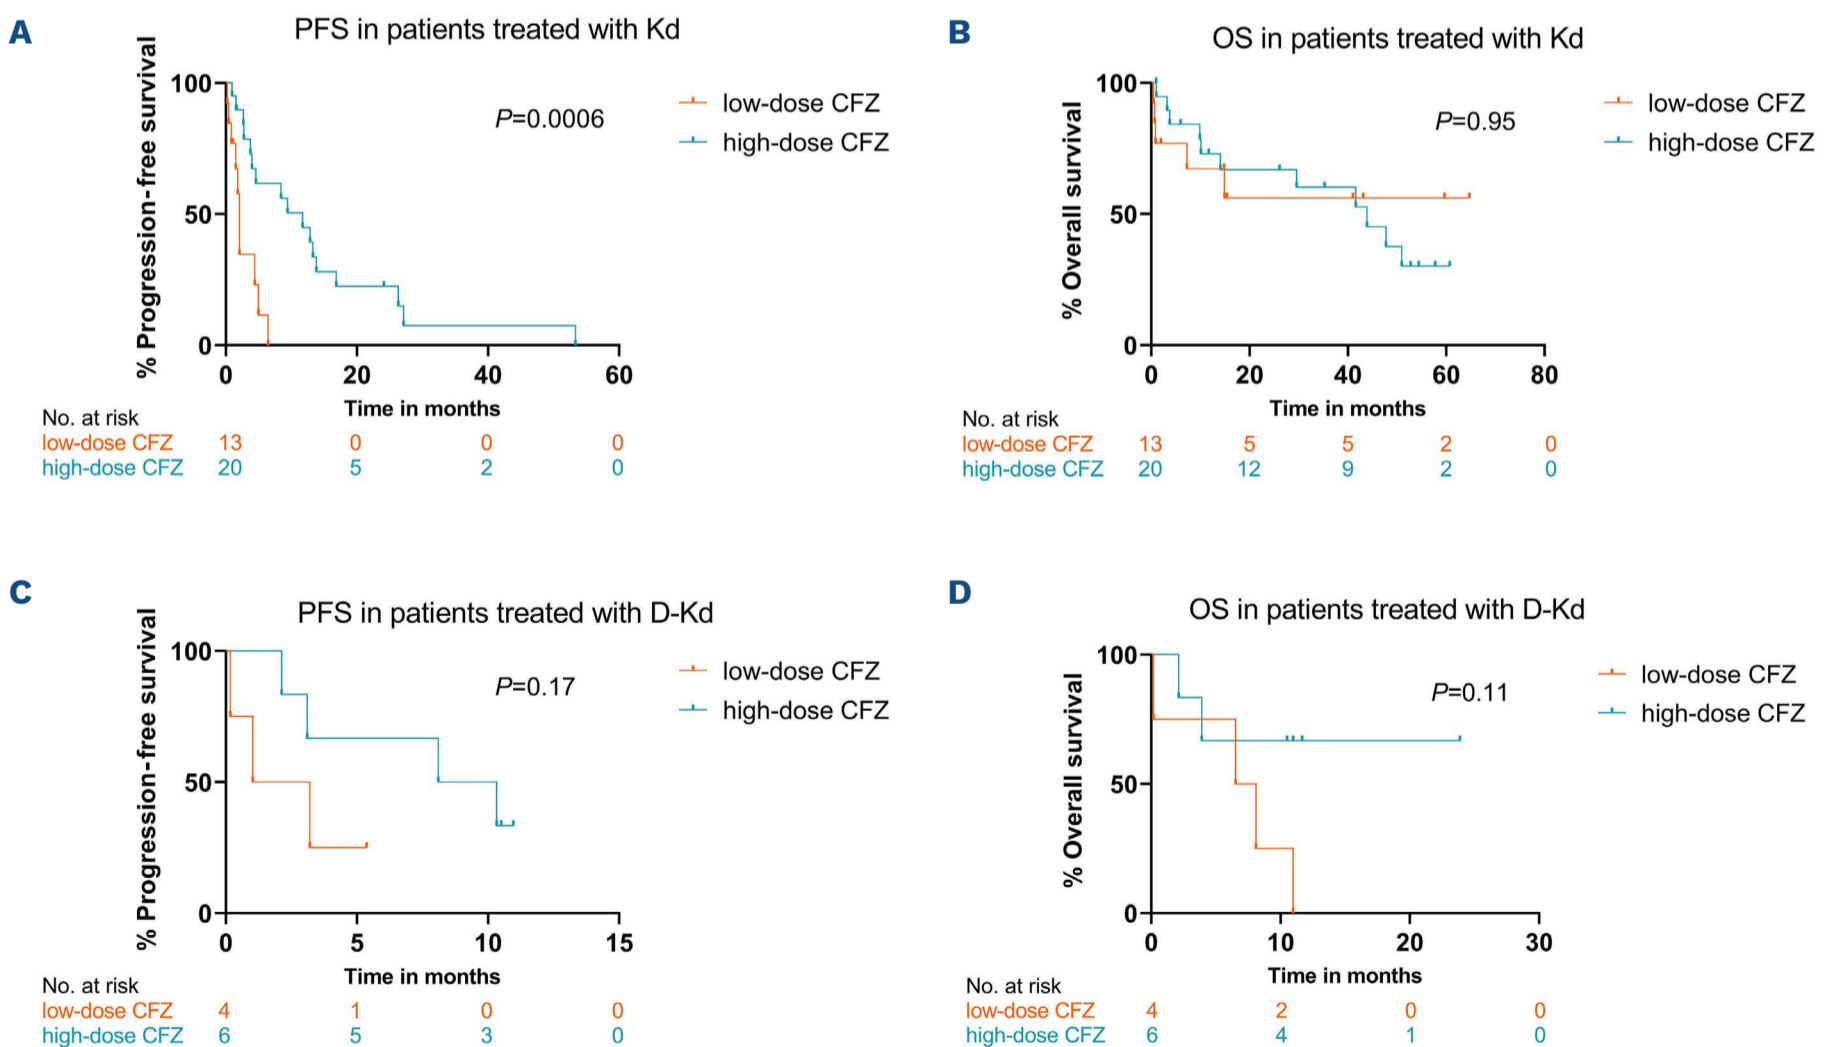 A
PFS in patients treated with Kd
% Progression-free survival
100
50
0
P=0.0006
low-dose CFZ
high-dose CFZ
0 20 40 60
Time in months
No. at risk
low-dose CFZ 13 0 0 0
high-dose CFZ 20 5 2 0
B
OS in patients treated with Kd
% Overall survival
100
50
0
P=0.95
low-dose CFZ
high-dose CFZ
0 20 40 60 80
Time in months
No. at risk
low-dose CFZ 13 5 5 2 0
high-dose CFZ 20 12 9 2 0
C
PFS in patients treated with D-Kd
% Progression-free survival
100
50
0
P=0.17
low-dose CFZ
high-dose CFZ
0 5 10 15
Time in months
No. at risk
low-dose CFZ 4 1 0 0
high-dose CFZ 6 5 3 0
D
OS in patients treated with D-Kd
% Overall survival
100
50
0
P=0.11
low-dose CFZ
high-dose CFZ
0 10 20 30
Time in months
No. at risk
low-dose CFZ 4 2 0 0
high-dose CFZ 6 4 1 0